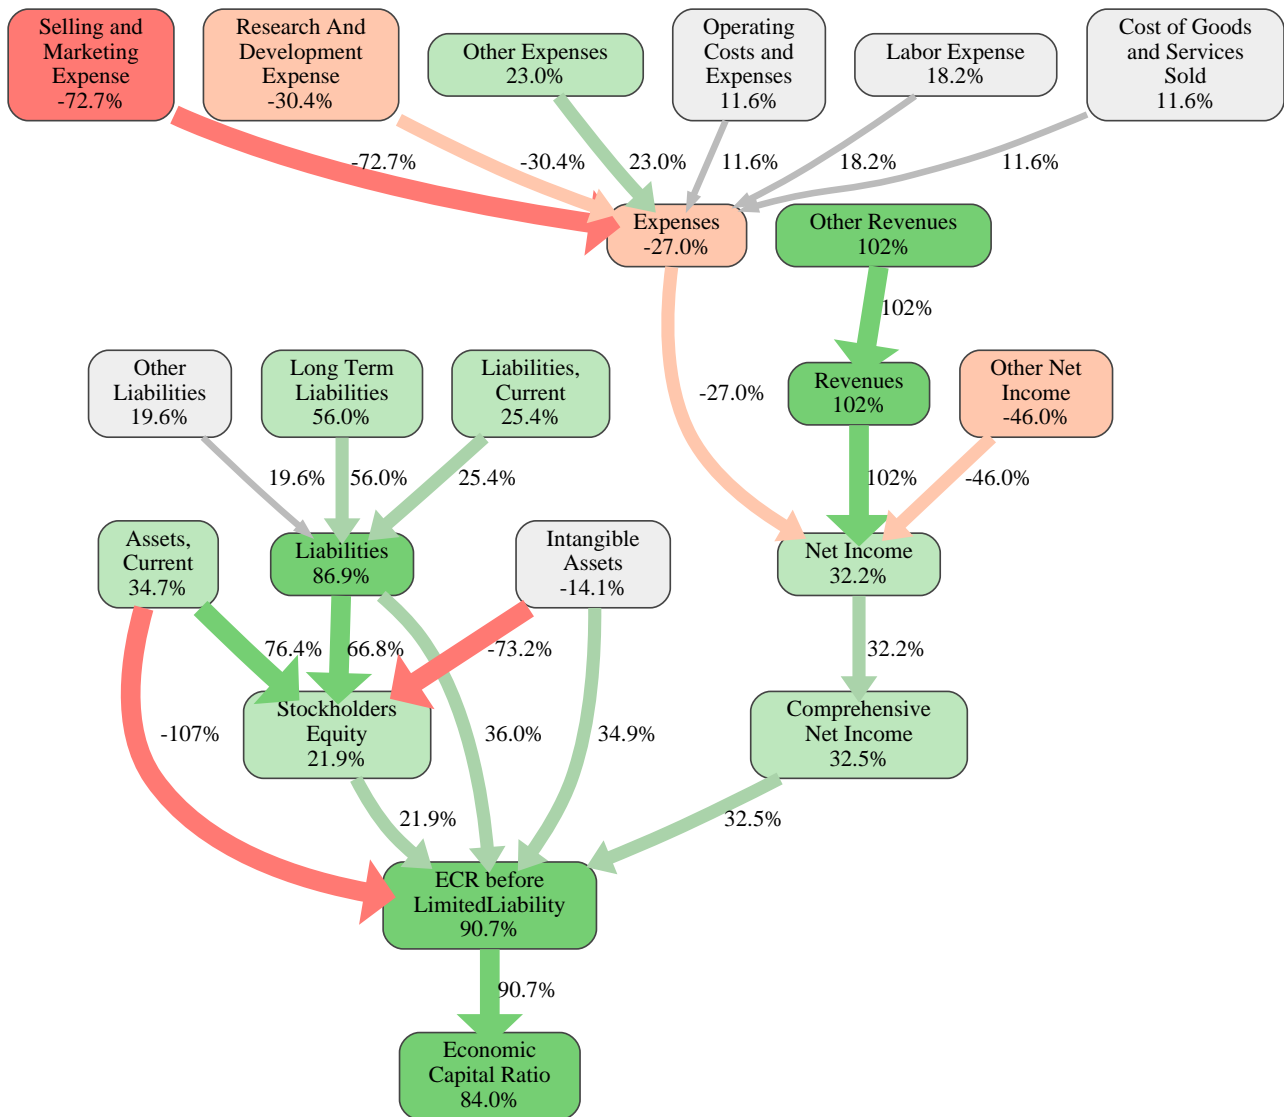 Selling and
Marketing
Expense
-72.7%
Research And
Development
Expense
-30.4%
Other Expenses
23.0%
Operating
Costs and
Expenses
11.6%
Labor Expense
18.2%
Cost of Goods
and Services
Sold
11.6%
-72.7%
-30.4%
23.0%
11.6%
18.2%
11.6%
Expenses
-27.0%
Other Revenues
102%
102%
Other
Liabilities
19.6%
Long Term
Liabilities
56.0%
Liabilities,
Current
25.4%
-27.0%
Revenues
102%
Other Net
Income
-46.0%
19.6%
56.0%
25.4%
102%
-46.0%
Assets,
Current
34.7%
Liabilities
86.9%
Intangible
Assets
-14.1%
Net Income
32.2%
76.4%
66.8%
-73.2%
32.2%
-107%
Stockholders
Equity
21.9%
36.0%
34.9%
Comprehensive
Net Income
32.5%
21.9%
32.5%
ECR before
LimitedLiability
90.7%
90.7%
Economic
Capital Ratio
84.0%